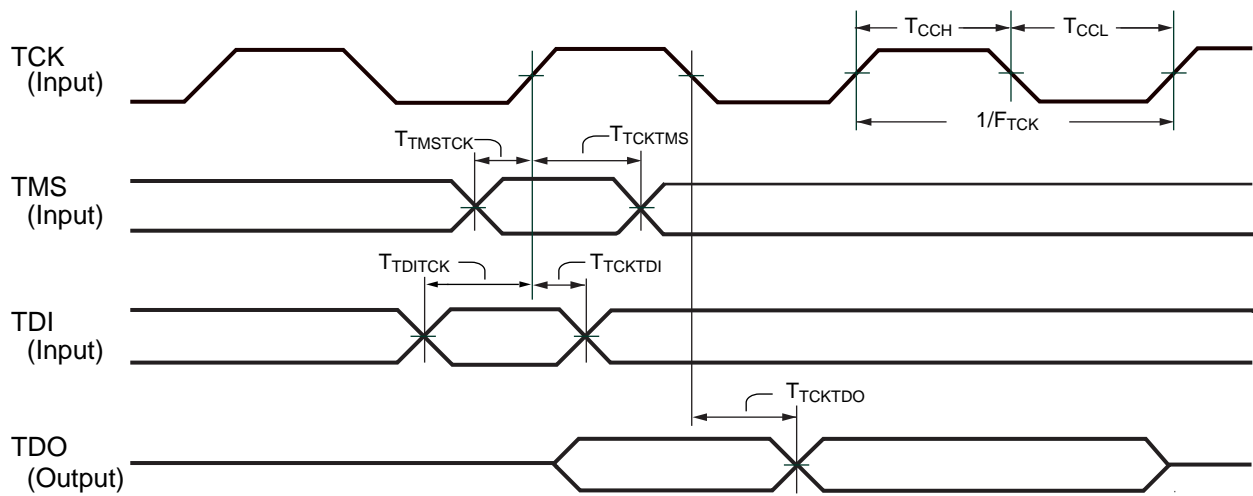 TCK
(Input)
TCCH
TCCL
1/FTCK
TTMSTCK
TTCKTMS
TMS
(Input)
TTDITCK
TTCKTDI
TDI
(Input)
TTCKTDO
TDO
(Output)